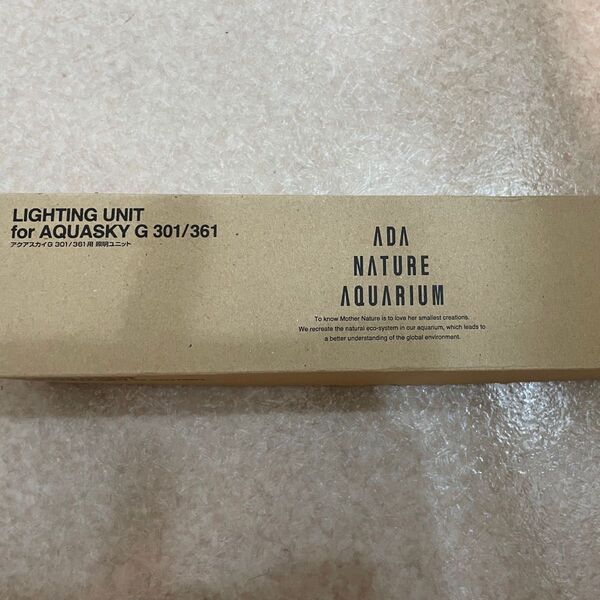 LIGHTING UNIT
for AQUASKY G 301/361
アクアスカイG 301/361用 照明ユニット
ADA
NATURE
AQUARIUM
To know Mother Nature is to love her smallest creations.
We recreate the natural eco-system in our aquarium, which leads to
a better understanding of the global environment.